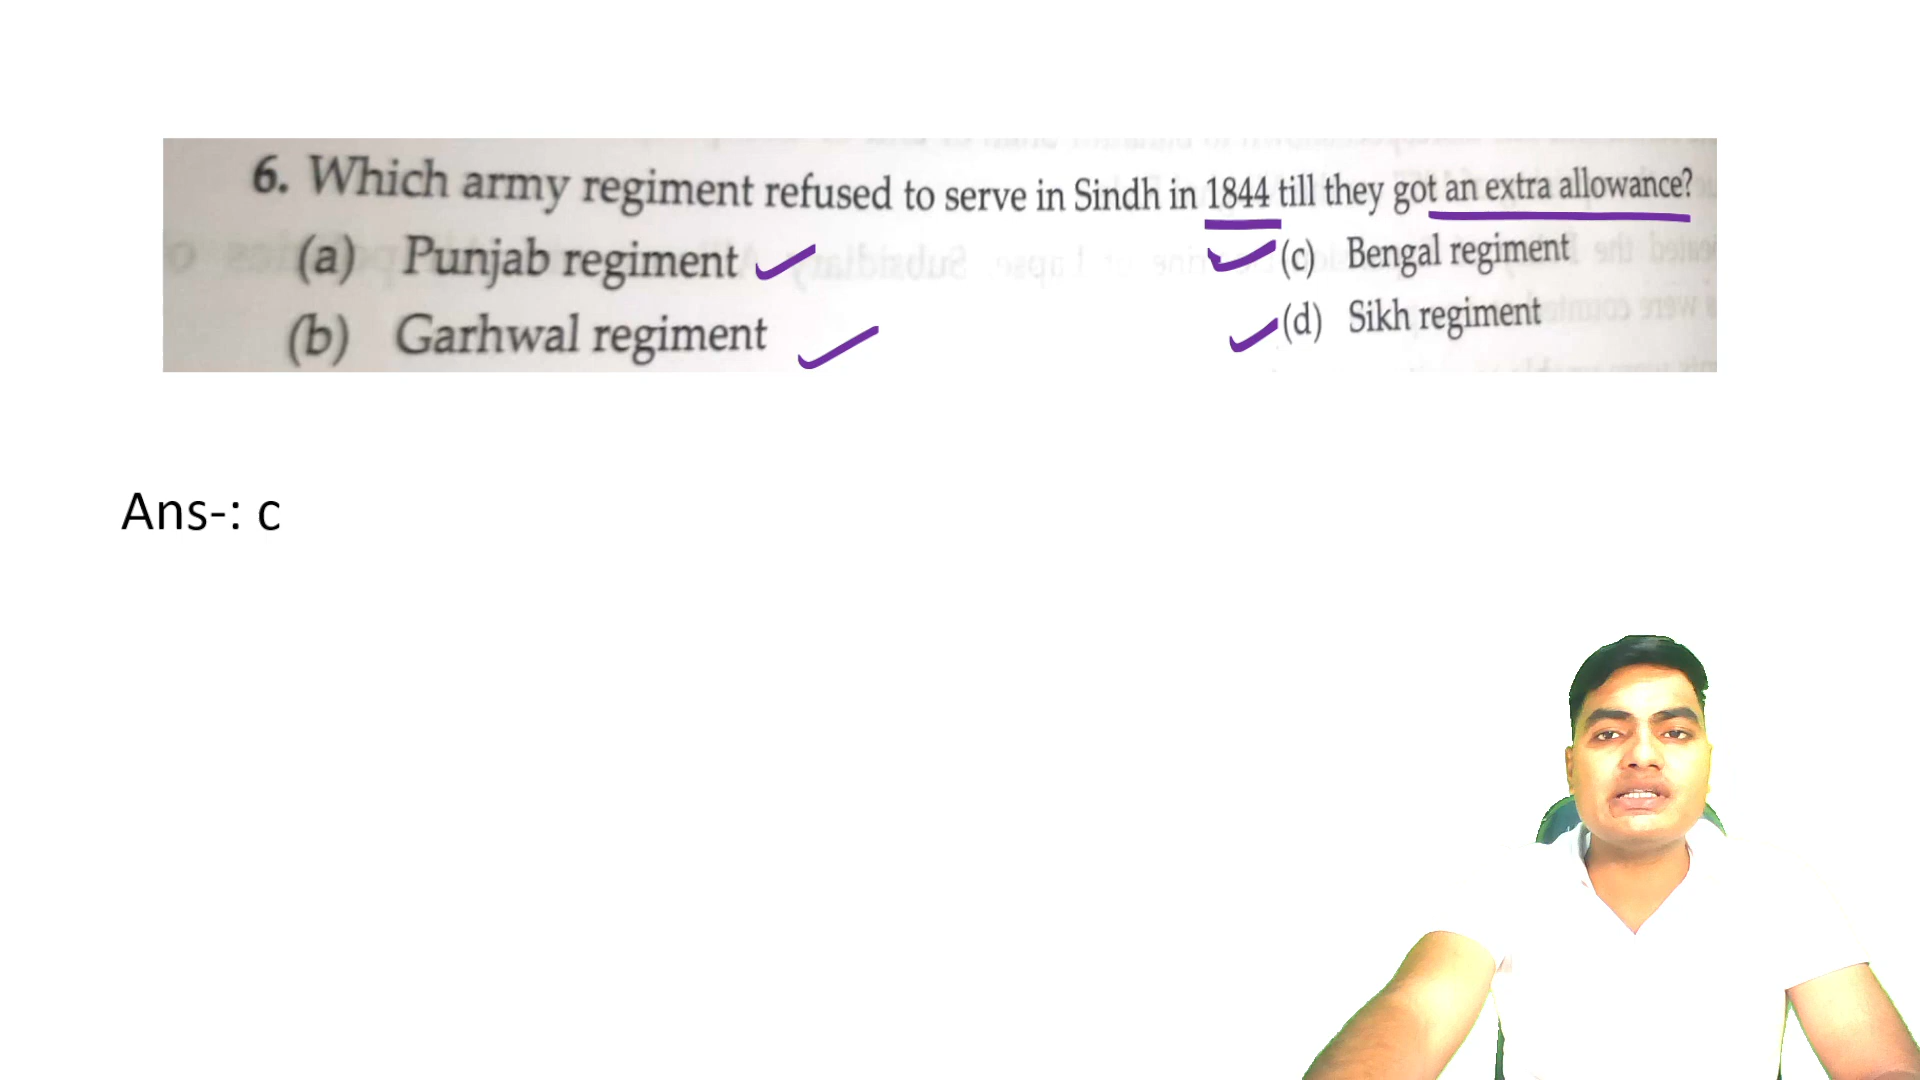 6. Which army regiment refused to serve in Sindh in 1844 till they got an extra allowance?
(a) Punjab regiment (c) Bengal regiment
(b) Garhwal regiment (d) Sikh regiment
Ans-: c